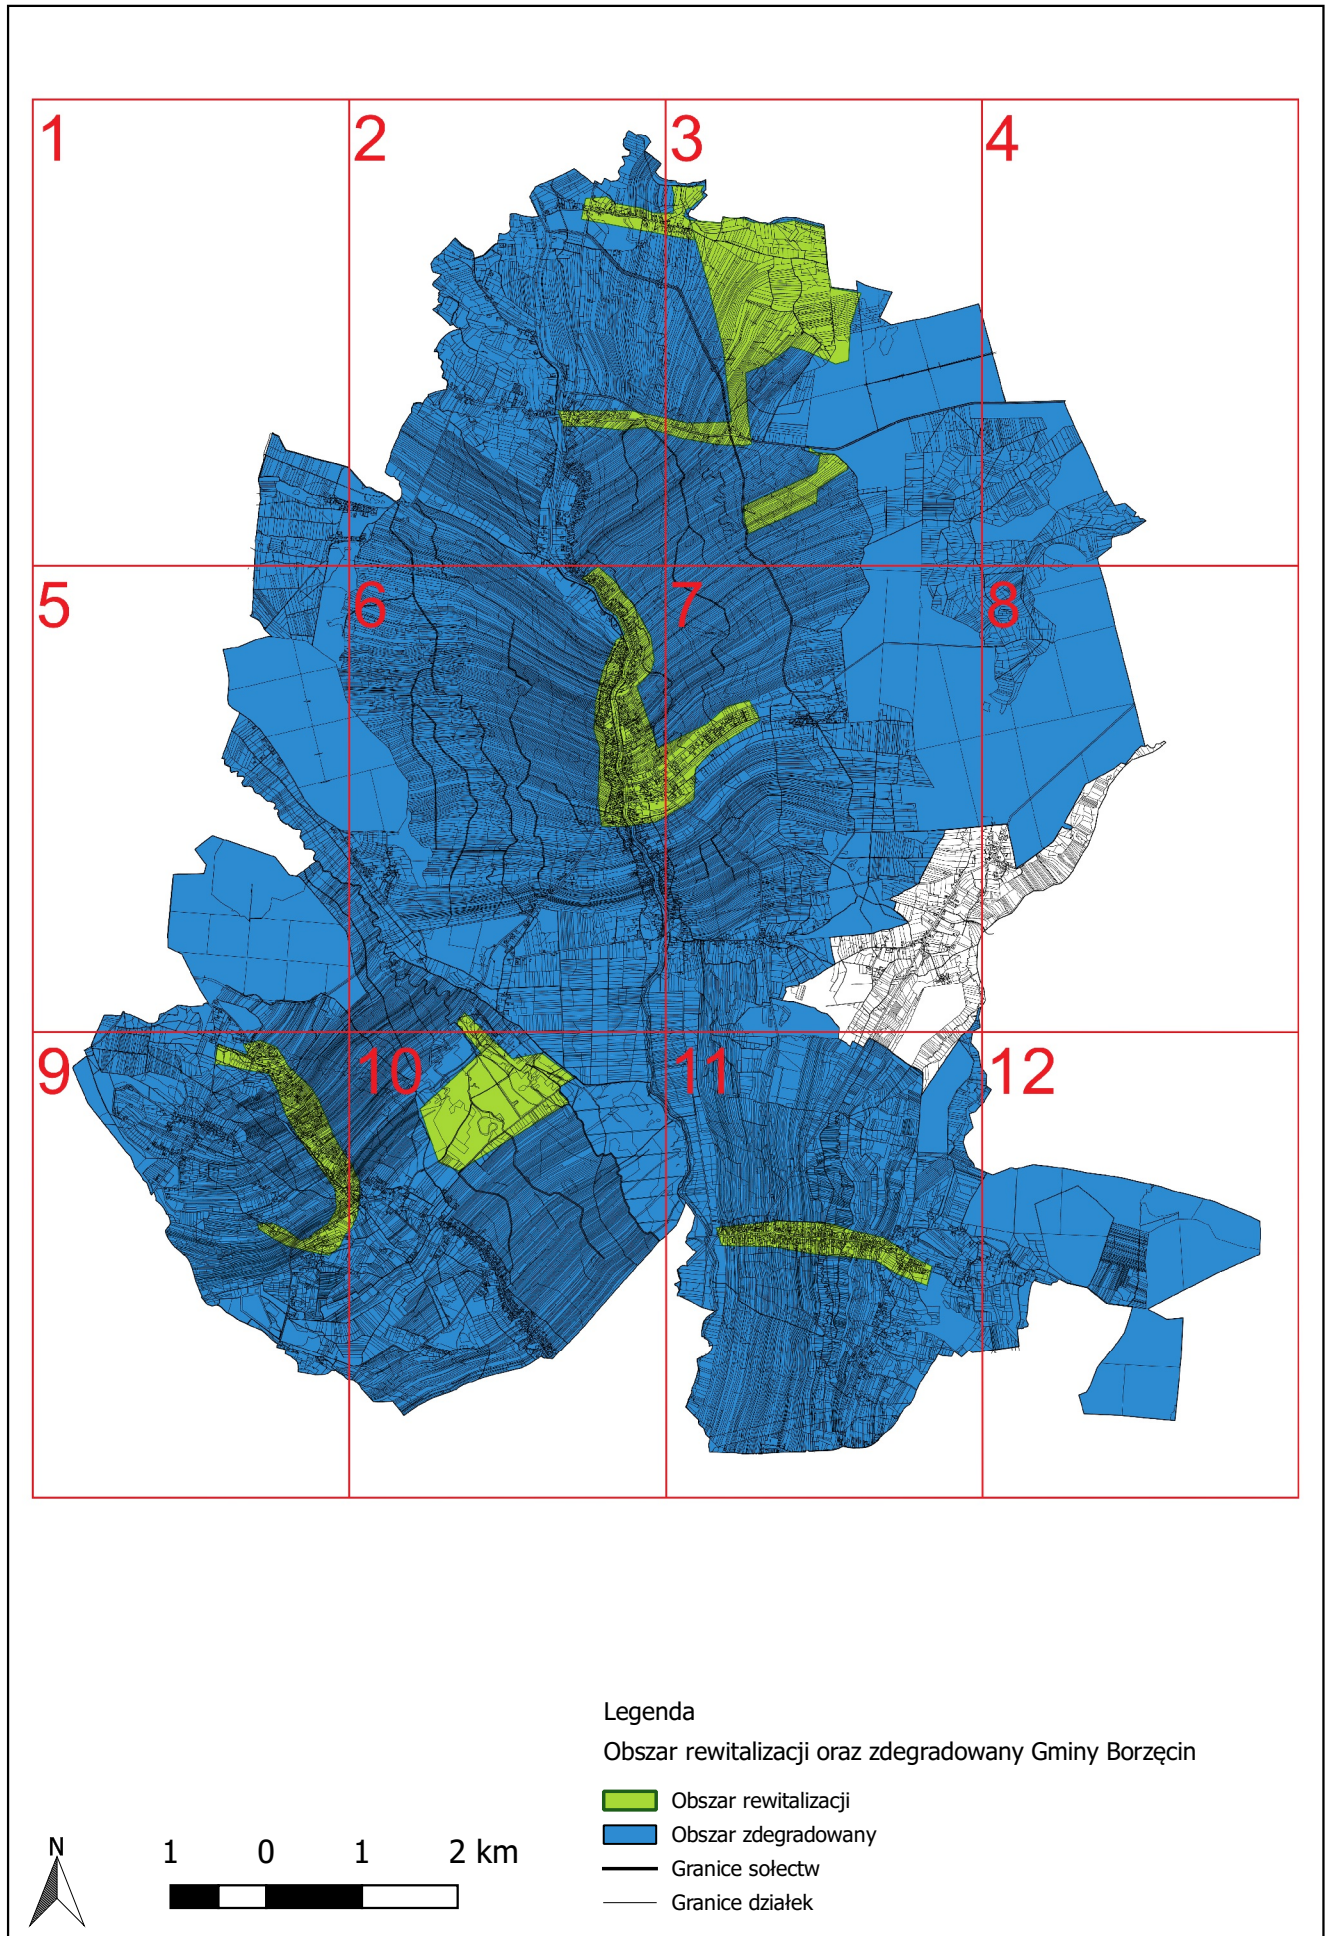 1 2 3 4
5 6 7 8
9 10 11 12
Legenda
Obszar rewitalizacji oraz zdegradowany Gminy Borzęcin
Obszar rewitalizacji
Obszar zdegradowany
Granice sołectw
Granice działek
N
1 0 1 2 km